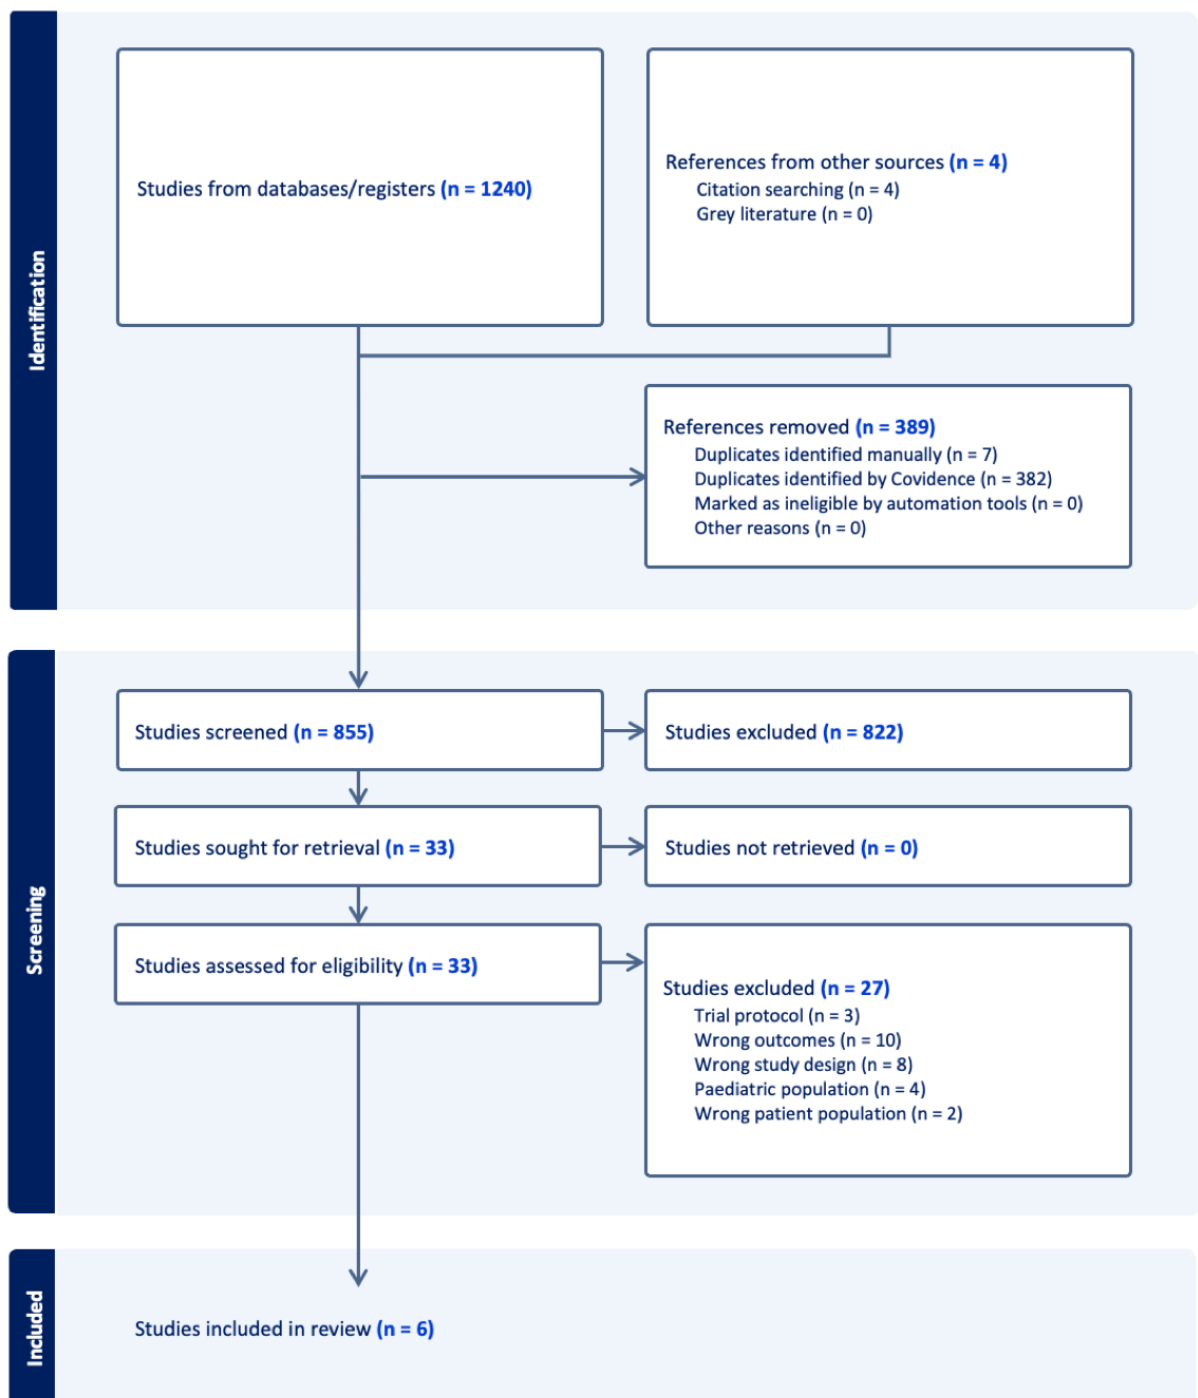 Identification
Studies from databases/registers (n = 1240)
References from other sources (n = 4)
Citation searching (n = 4)
Grey literature (n = 0)
References removed (n = 389)
Duplicates identified manually (n = 7)
Duplicates identified by Covidence (n = 382)
Marked as ineligible by automation tools (n = 0)
Other reasons (n = 0)
Screening
Studies screened (n = 855)
Studies excluded (n = 822)
Studies sought for retrieval (n = 33)
Studies not retrieved (n = 0)
Studies assessed for eligibility (n = 33)
Studies excluded (n = 27)
Trial protocol (n = 3)
Wrong outcomes (n = 10)
Wrong study design (n = 8)
Paediatric population (n = 4)
Wrong patient population (n = 2)
Included
Studies included in review (n = 6)